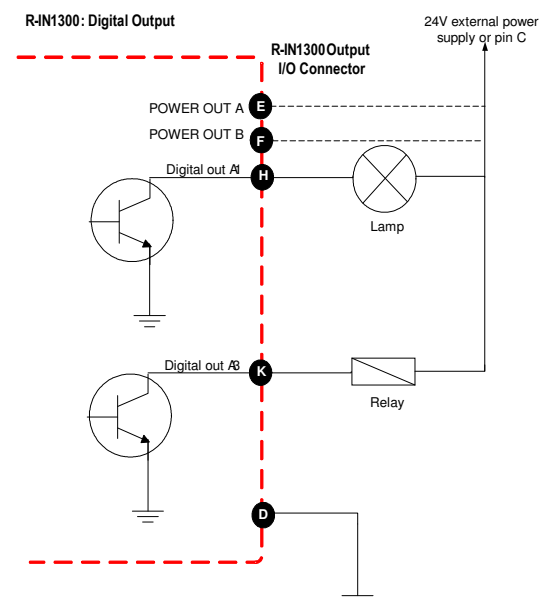 R-IN1300: Digital Output
24V external power
supply or pin C
R-IN1300 Output
I/O Connector
POWER OUT A
E
POWER OUT B
F
Digital out A1
H
Lamp
Digital out A3
K
Relay
D